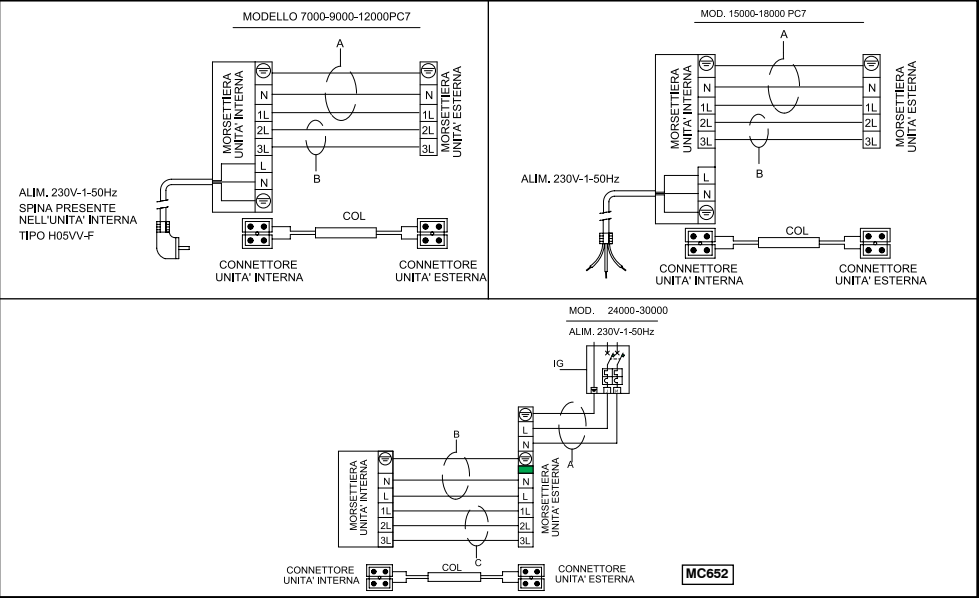 MODELLO 7000-9000-12000PC7
A
MORSETTIERA
UNITA' INTERNA
N
1L
2L
3L
L
N
N
1L
2L
3L
MORSETTIERA
UNITA' ESTERNA
B
ALIM. 230V-1-50Hz
SPINA PRESENTE
NELL'UNITA' INTERNA
TIPO H05VV-F
COL
CONNETTORE
UNITA' INTERNA
CONNETTORE
UNITA' ESTERNA
MOD. 15000-18000 PC7
A
MORSETTIERA
UNITA' INTERNA
N
1L
2L
3L
L
N
N
1L
2L
3L
MORSETTIERA
UNITA' ESTERNA
B
ALIM. 230V-1-50Hz
COL
CONNETTORE
UNITA' INTERNA
CONNETTORE
UNITA' ESTERNA
MOD. 24000-30000
ALIM. 230V-1-50Hz
IG
L
N
A
B
MORSETTIERA
UNITA' INTERNA
N
L
1L
2L
3L
N
L
1L
2L
3L
MORSETTIERA
UNITA' ESTERNA
C
CONNETTORE
UNITA' INTERNA
COL
CONNETTORE
UNITA' ESTERNA
MC652